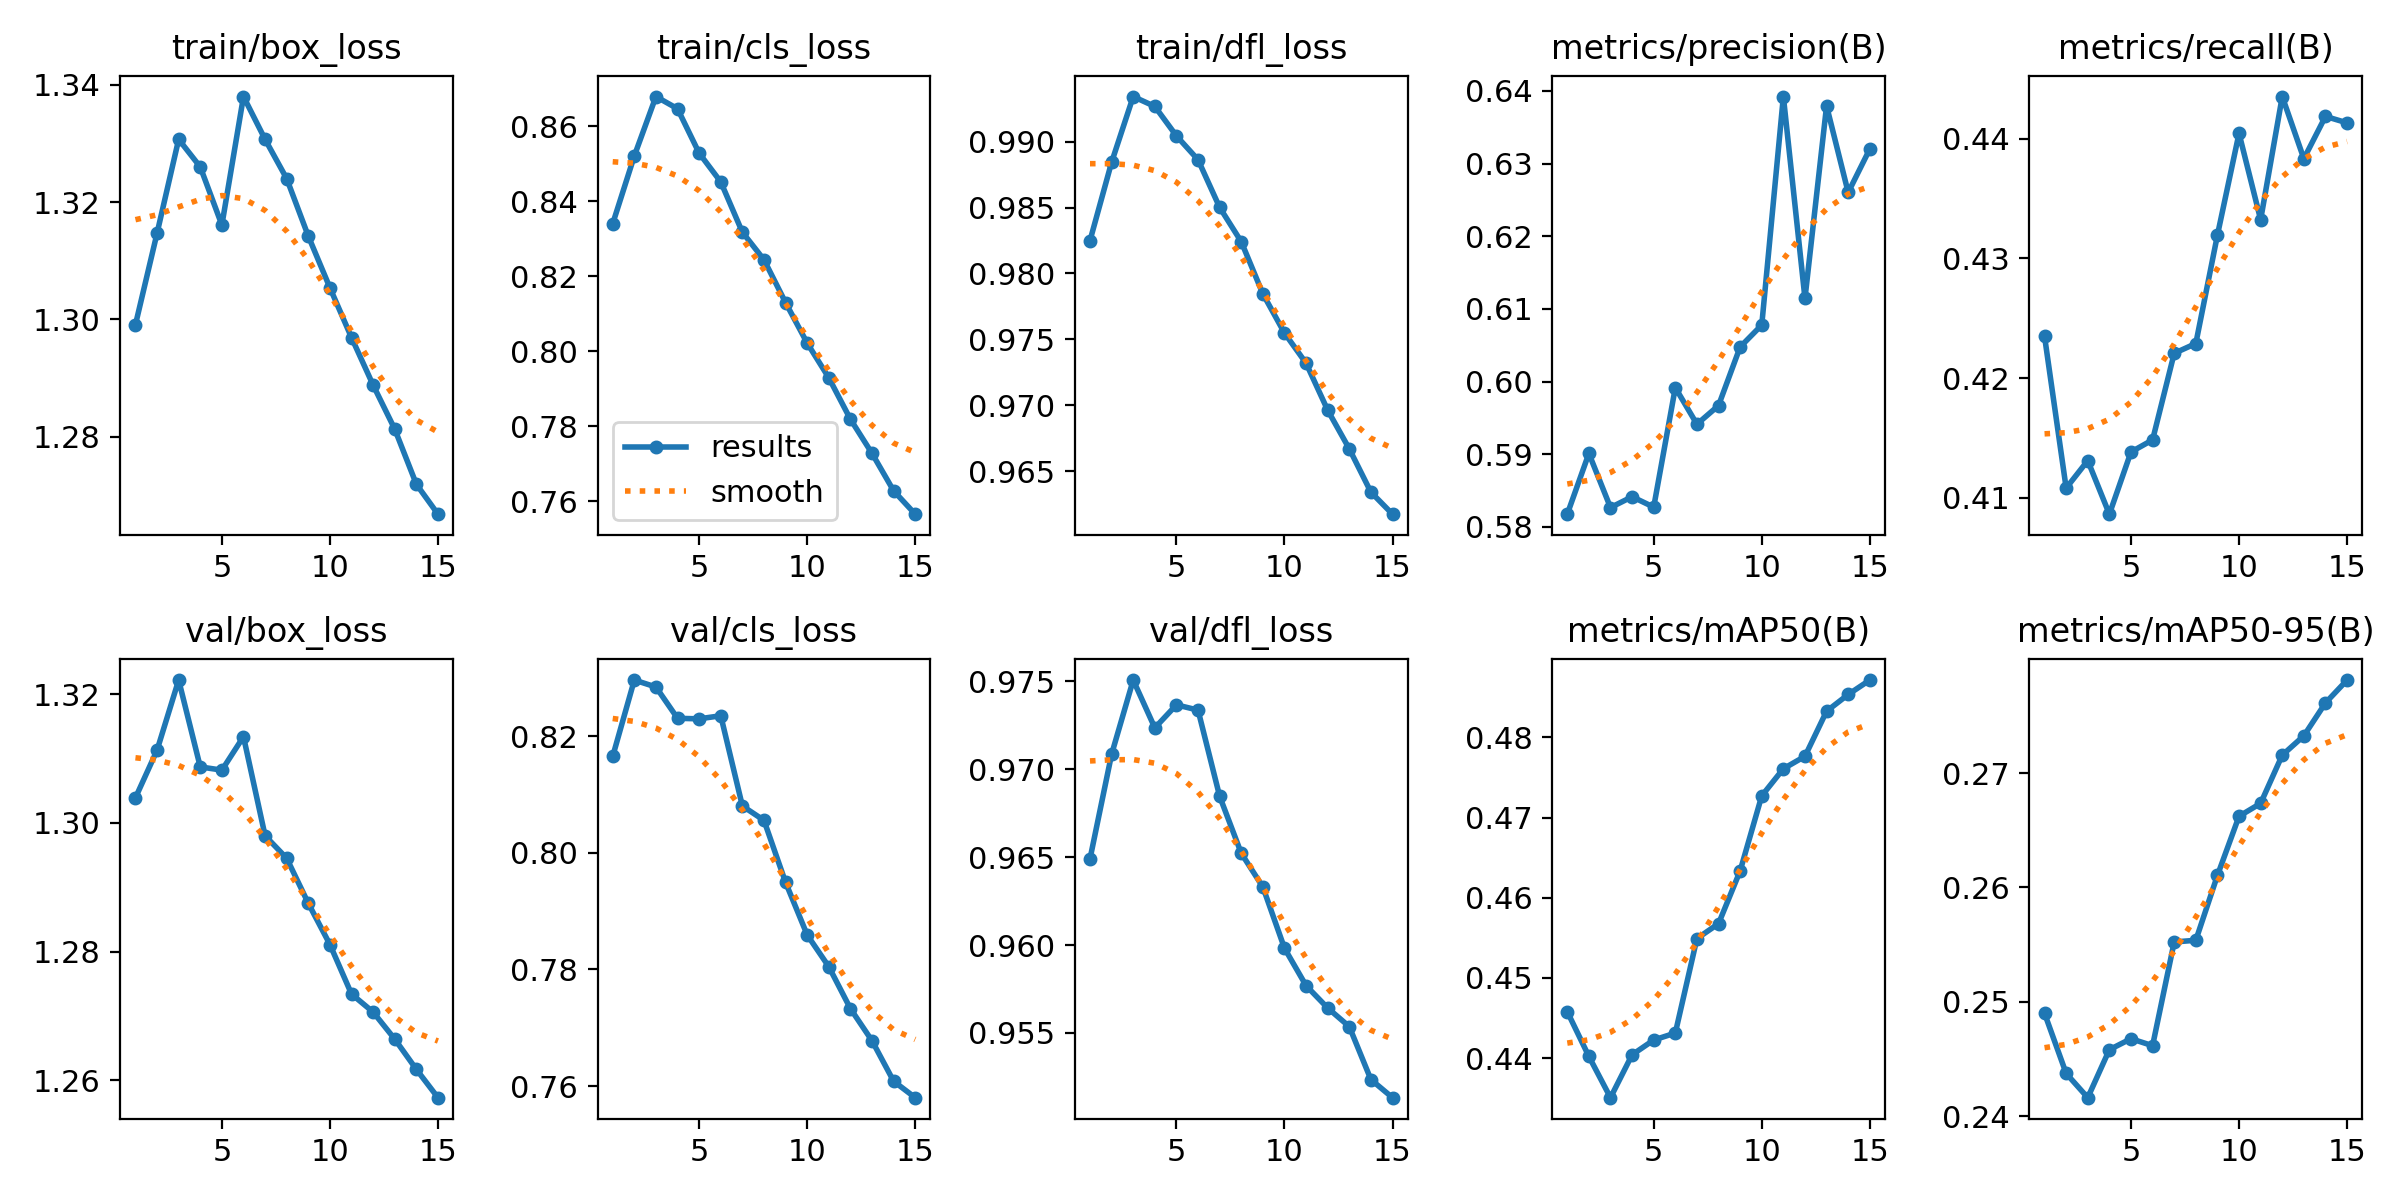 train/box_loss
1.34
1.32
1.30
1.28
5 10 15
train/cls_loss
0.86
0.84
0.82
0.80
0.78
0.76
results
smooth
5 10 15
train/dfl_loss
0.990
0.985
0.980
0.975
0.970
0.965
5 10 15
metrics/precision(B)
0.64
0.63
0.62
0.61
0.60
0.59
0.58
5 10 15
metrics/recall(B)
0.44
0.43
0.42
0.41
5 10 15
val/box_loss
1.32
1.30
1.28
1.26
5 10 15
val/cls_loss
0.82
0.80
0.78
0.76
5 10 15
val/dfl_loss
0.975
0.970
0.965
0.960
0.955
5 10 15
metrics/mAP50(B)
0.48
0.47
0.46
0.45
0.44
5 10 15
metrics/mAP50-95(B)
0.27
0.26
0.25
0.24
5 10 15